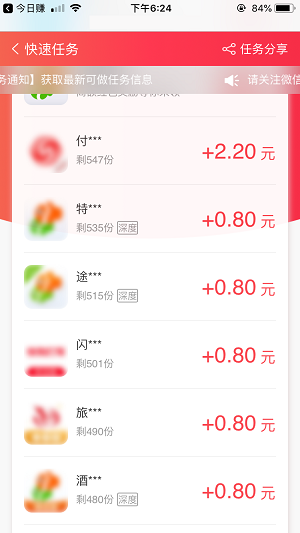 今日赚 下午6:24 84%
快速任务 任务分享
务通知】获取最新可做任务信息 请关注微信
付***
剩547份
+2.20 元
特***
剩535份 深度
+0.80 元
途***
剩515份 深度
+0.80 元
闪***
剩501份
+0.80 元
旅***
剩490份
+0.80 元
酒***
剩480份 深度
+0.80 元